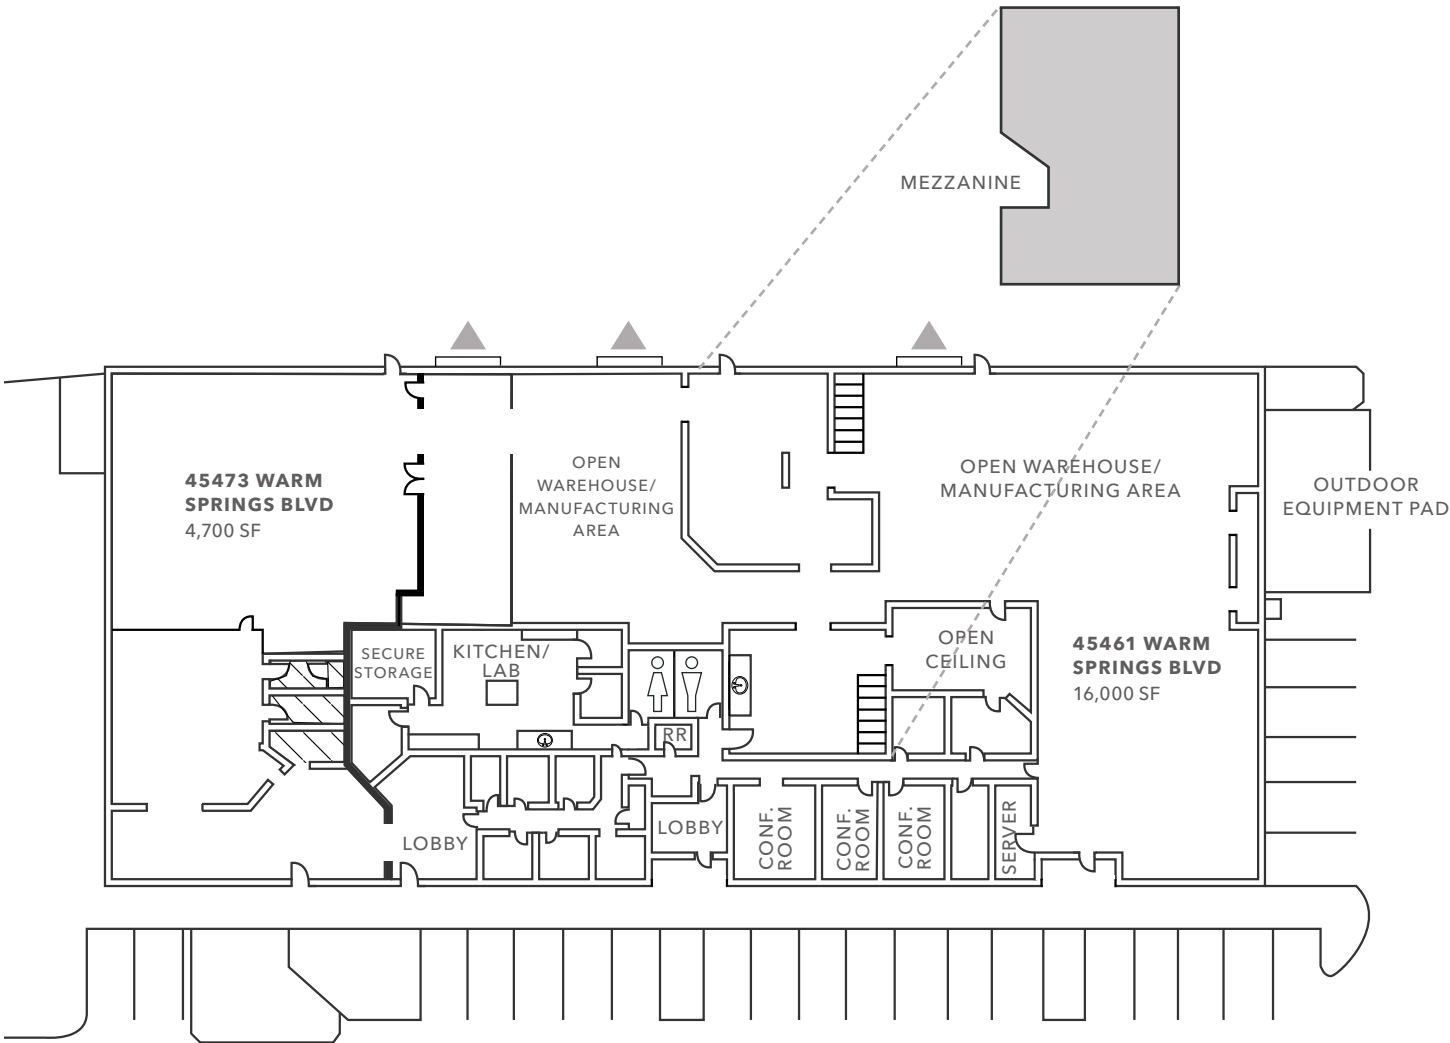 MEZZANINE
45473 WARM
SPRINGS BLVD
4,700 SF
OPEN
WAREHOUSE/
MANUFACTURING
AREA
OPEN WAREHOUSE/
MANUFACTURING AREA
OUTDOOR
EQUIPMENT PAD
SECURE
STORAGE
KITCHEN/
LAB
OPEN
CEILING
45461 WARM
SPRINGS BLVD
16,000 SF
RR
LOBBY
LOBBY
CONF.
ROOM
CONF.
ROOM
CONF.
ROOM
SERVER